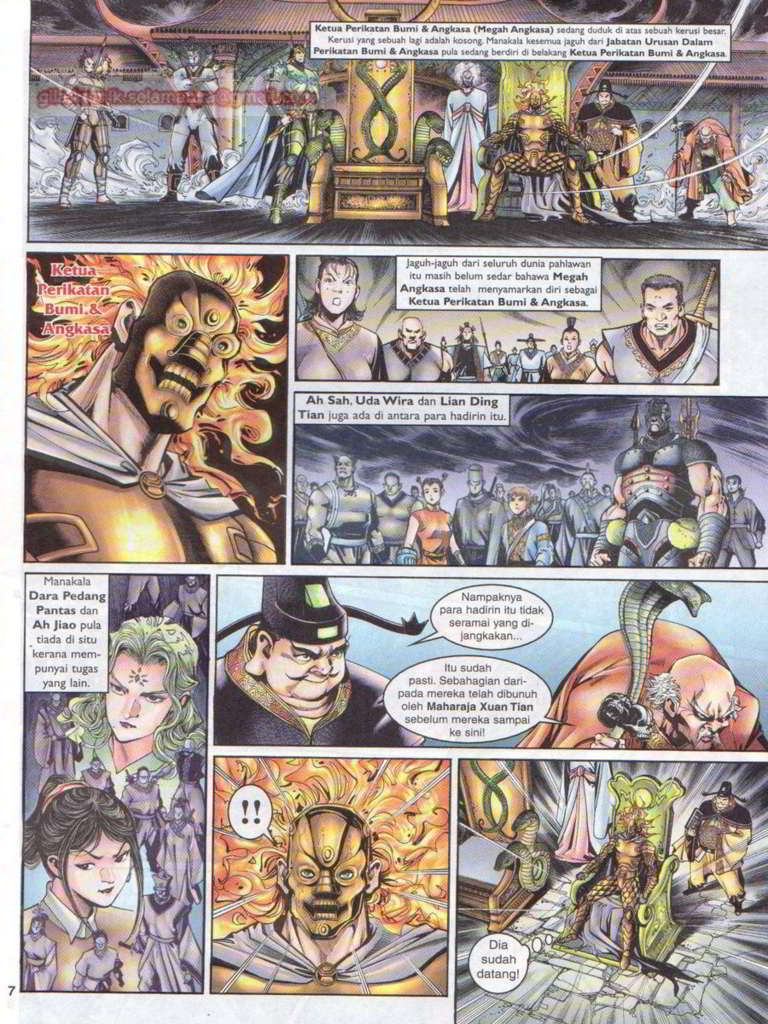 Ketua Perikatan Bumi & Angkasa (Megah Angkasa) sedang duduk di atas sebuah kerusi besar.
Kerusi yang sebuah lagi adalah kosong. Manakala kesemua jaguh dari Jabatan Urusan Dalam
Perikatan Bumi & Angkasa pula sedang berdiri di belakang Ketua Perikatan Bumi & Angkasa.
Ketua
Perikatan
Bumi &
Angkasa
Jaguh-jaguh dari seluruh dunia pahlawan
itu masih belum sedar bahawa Megah
Angkasa telah menyamarkan diri sebagai
Ketua Perikatan Bumi & Angkasa.
Ah Sah, Uda Wira dan Lian Ding
Tian juga ada di antara para hadirin itu.
Manakala
Dara Pedang
Pantas dan
Ah Jiao pula
tiada di situ
kerana mem-
punyai tugas
yang lain.
Nampaknya
para hadirin itu tidak
seramai yang di-
jangkakan...
Itu sudah
pasti. Sebahagian dari-
pada mereka telah dibunuh
oleh Maharaja Xuan Tian
sebelum mereka sampai
ke sini!
!!
Dia
sudah
datang!
7